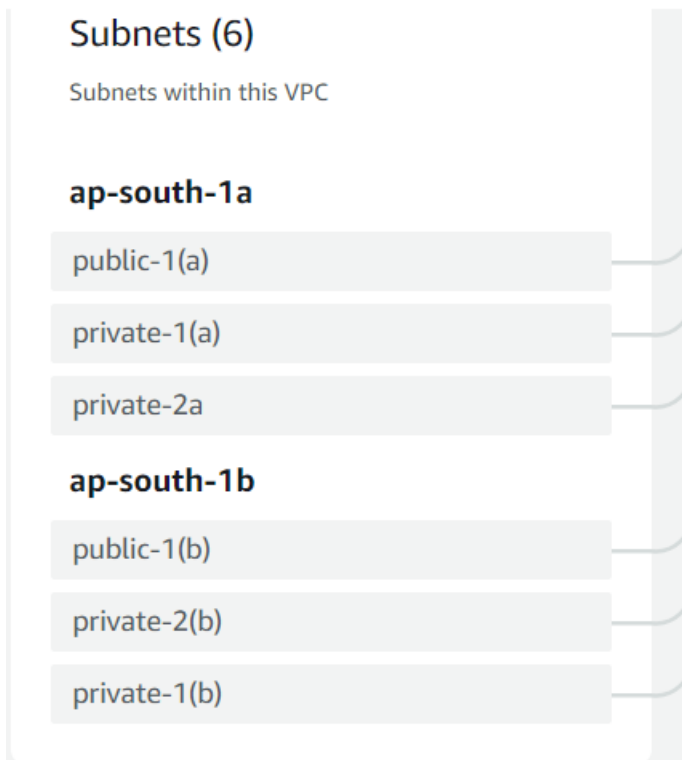 Subnets (6)
Subnets within this VPC
ap-south-1a
public-1(a)
private-1(a)
private-2a
ap-south-1b
public-1(b)
private-2(b)
private-1(b)